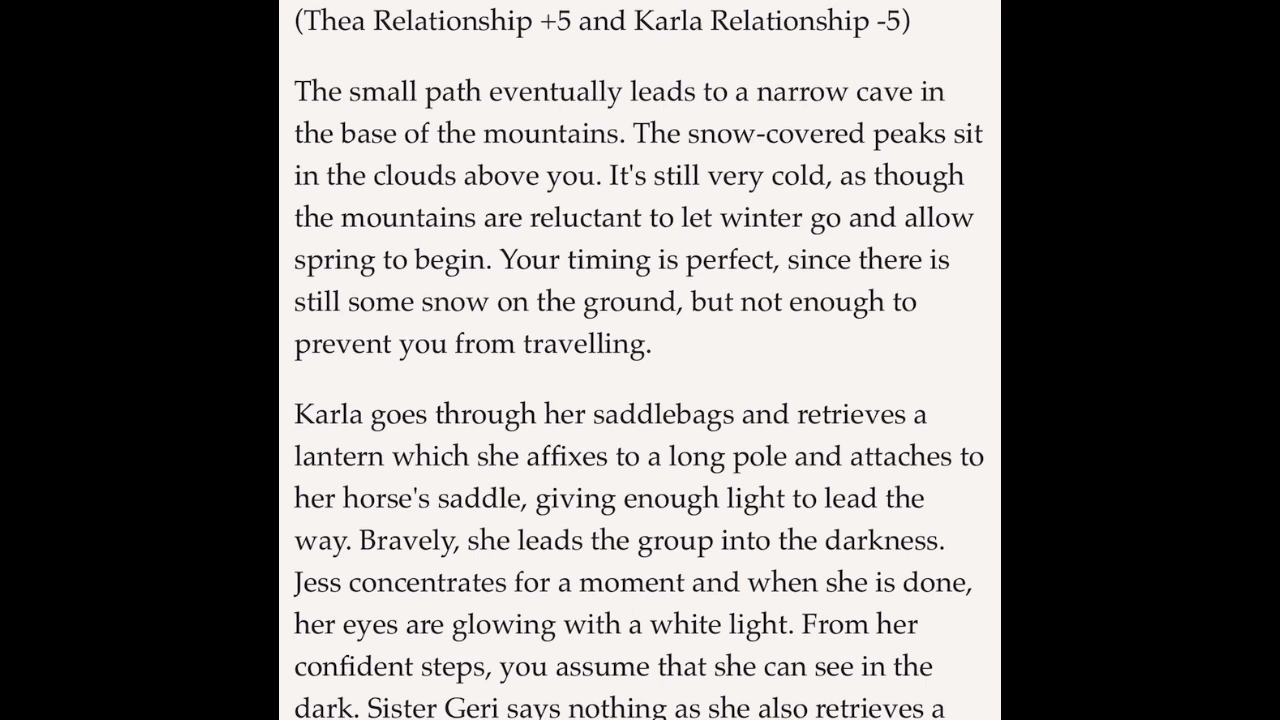 (Thea Relationship +5 and Karla Relationship -5)
The small path eventually leads to a narrow cave in
the base of the mountains. The snow-covered peaks sit
in the clouds above you. It's still very cold, as though
the mountains are reluctant to let winter go and allow
spring to begin. Your timing is perfect, since there is
still some snow on the ground, but not enough to
prevent you from travelling.
Karla goes through her saddlebags and retrieves a
lantern which she affixes to a long pole and attaches to
her horse's saddle, giving enough light to lead the
way. Bravely, she leads the group into the darkness.
Jess concentrates for a moment and when she is done,
her eyes are glowing with a white light. From her
confident steps, you assume that she can see in the
dark. Sister Geri says nothing as she also retrieves a